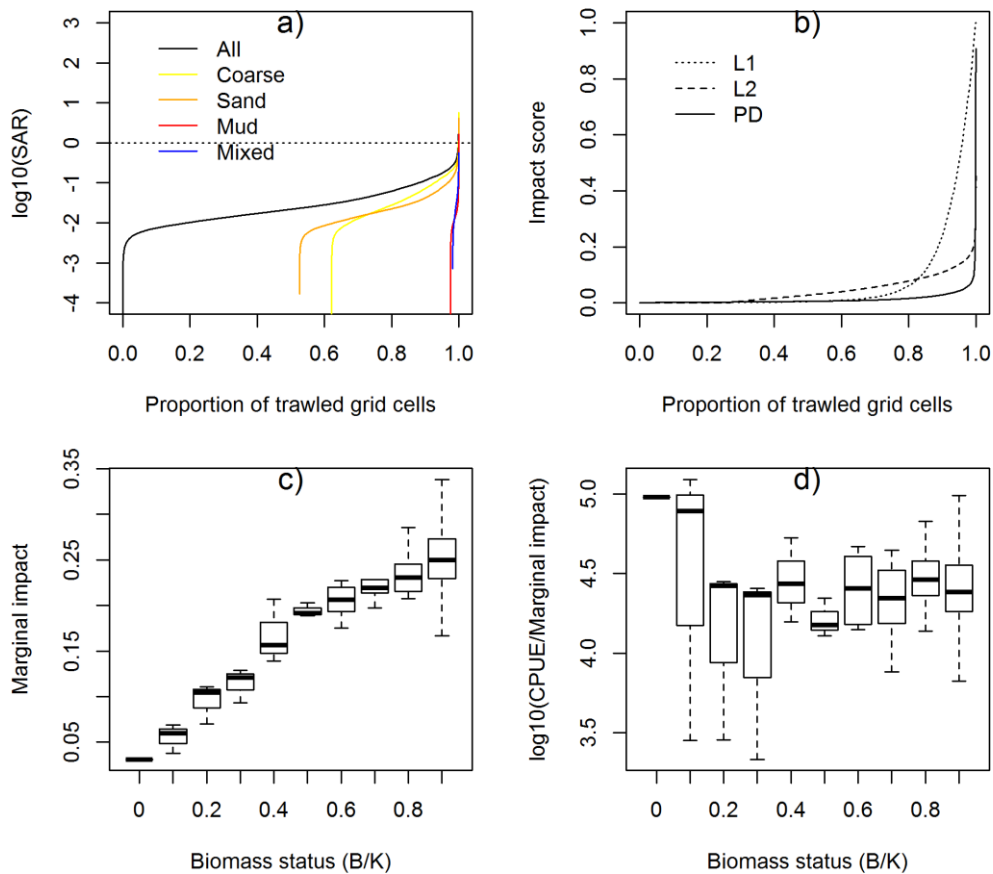 a)
All
Coarse
Sand
Mud
Mixed
log10(SAR)
3
2
1
0
-1
-2
-3
-4
0.0 0.2 0.4 0.6 0.8 1.0
Proportion of trawled grid cells
b)
L1
L2
PD
Impact score
1.0
0.8
0.6
0.4
0.2
0.0
0.0 0.2 0.4 0.6 0.8 1.0
Proportion of trawled grid cells
c)
Marginal impact
0.35
0.25
0.15
0.05
0 0.2 0.4 0.6 0.8
Biomass status (B/K)
d)
log10(CPUE/Marginal impact)
5.0
4.5
4.0
3.5
0 0.2 0.4 0.6 0.8
Biomass status (B/K)